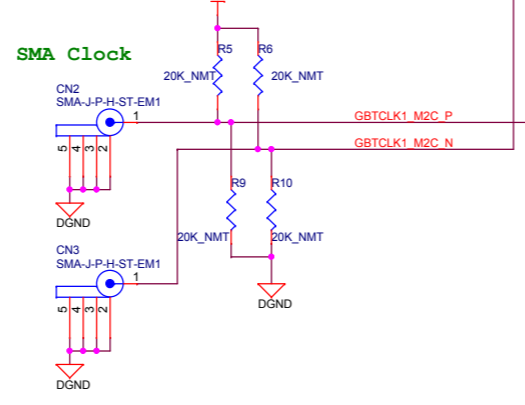 SMA Clock
R5
R6
20K_NMT
20K_NMT
CN2
SMA-J-P-H-ST-EM1
1
GBTCLK1_M2C_P
5
4
3
2
GBTCLK1_M2C_N
DGND
R9
R10
20K_NMT
20K_NMT
CN3
SMA-J-P-H-ST-EM1
1
5
4
3
2
DGND
DGND